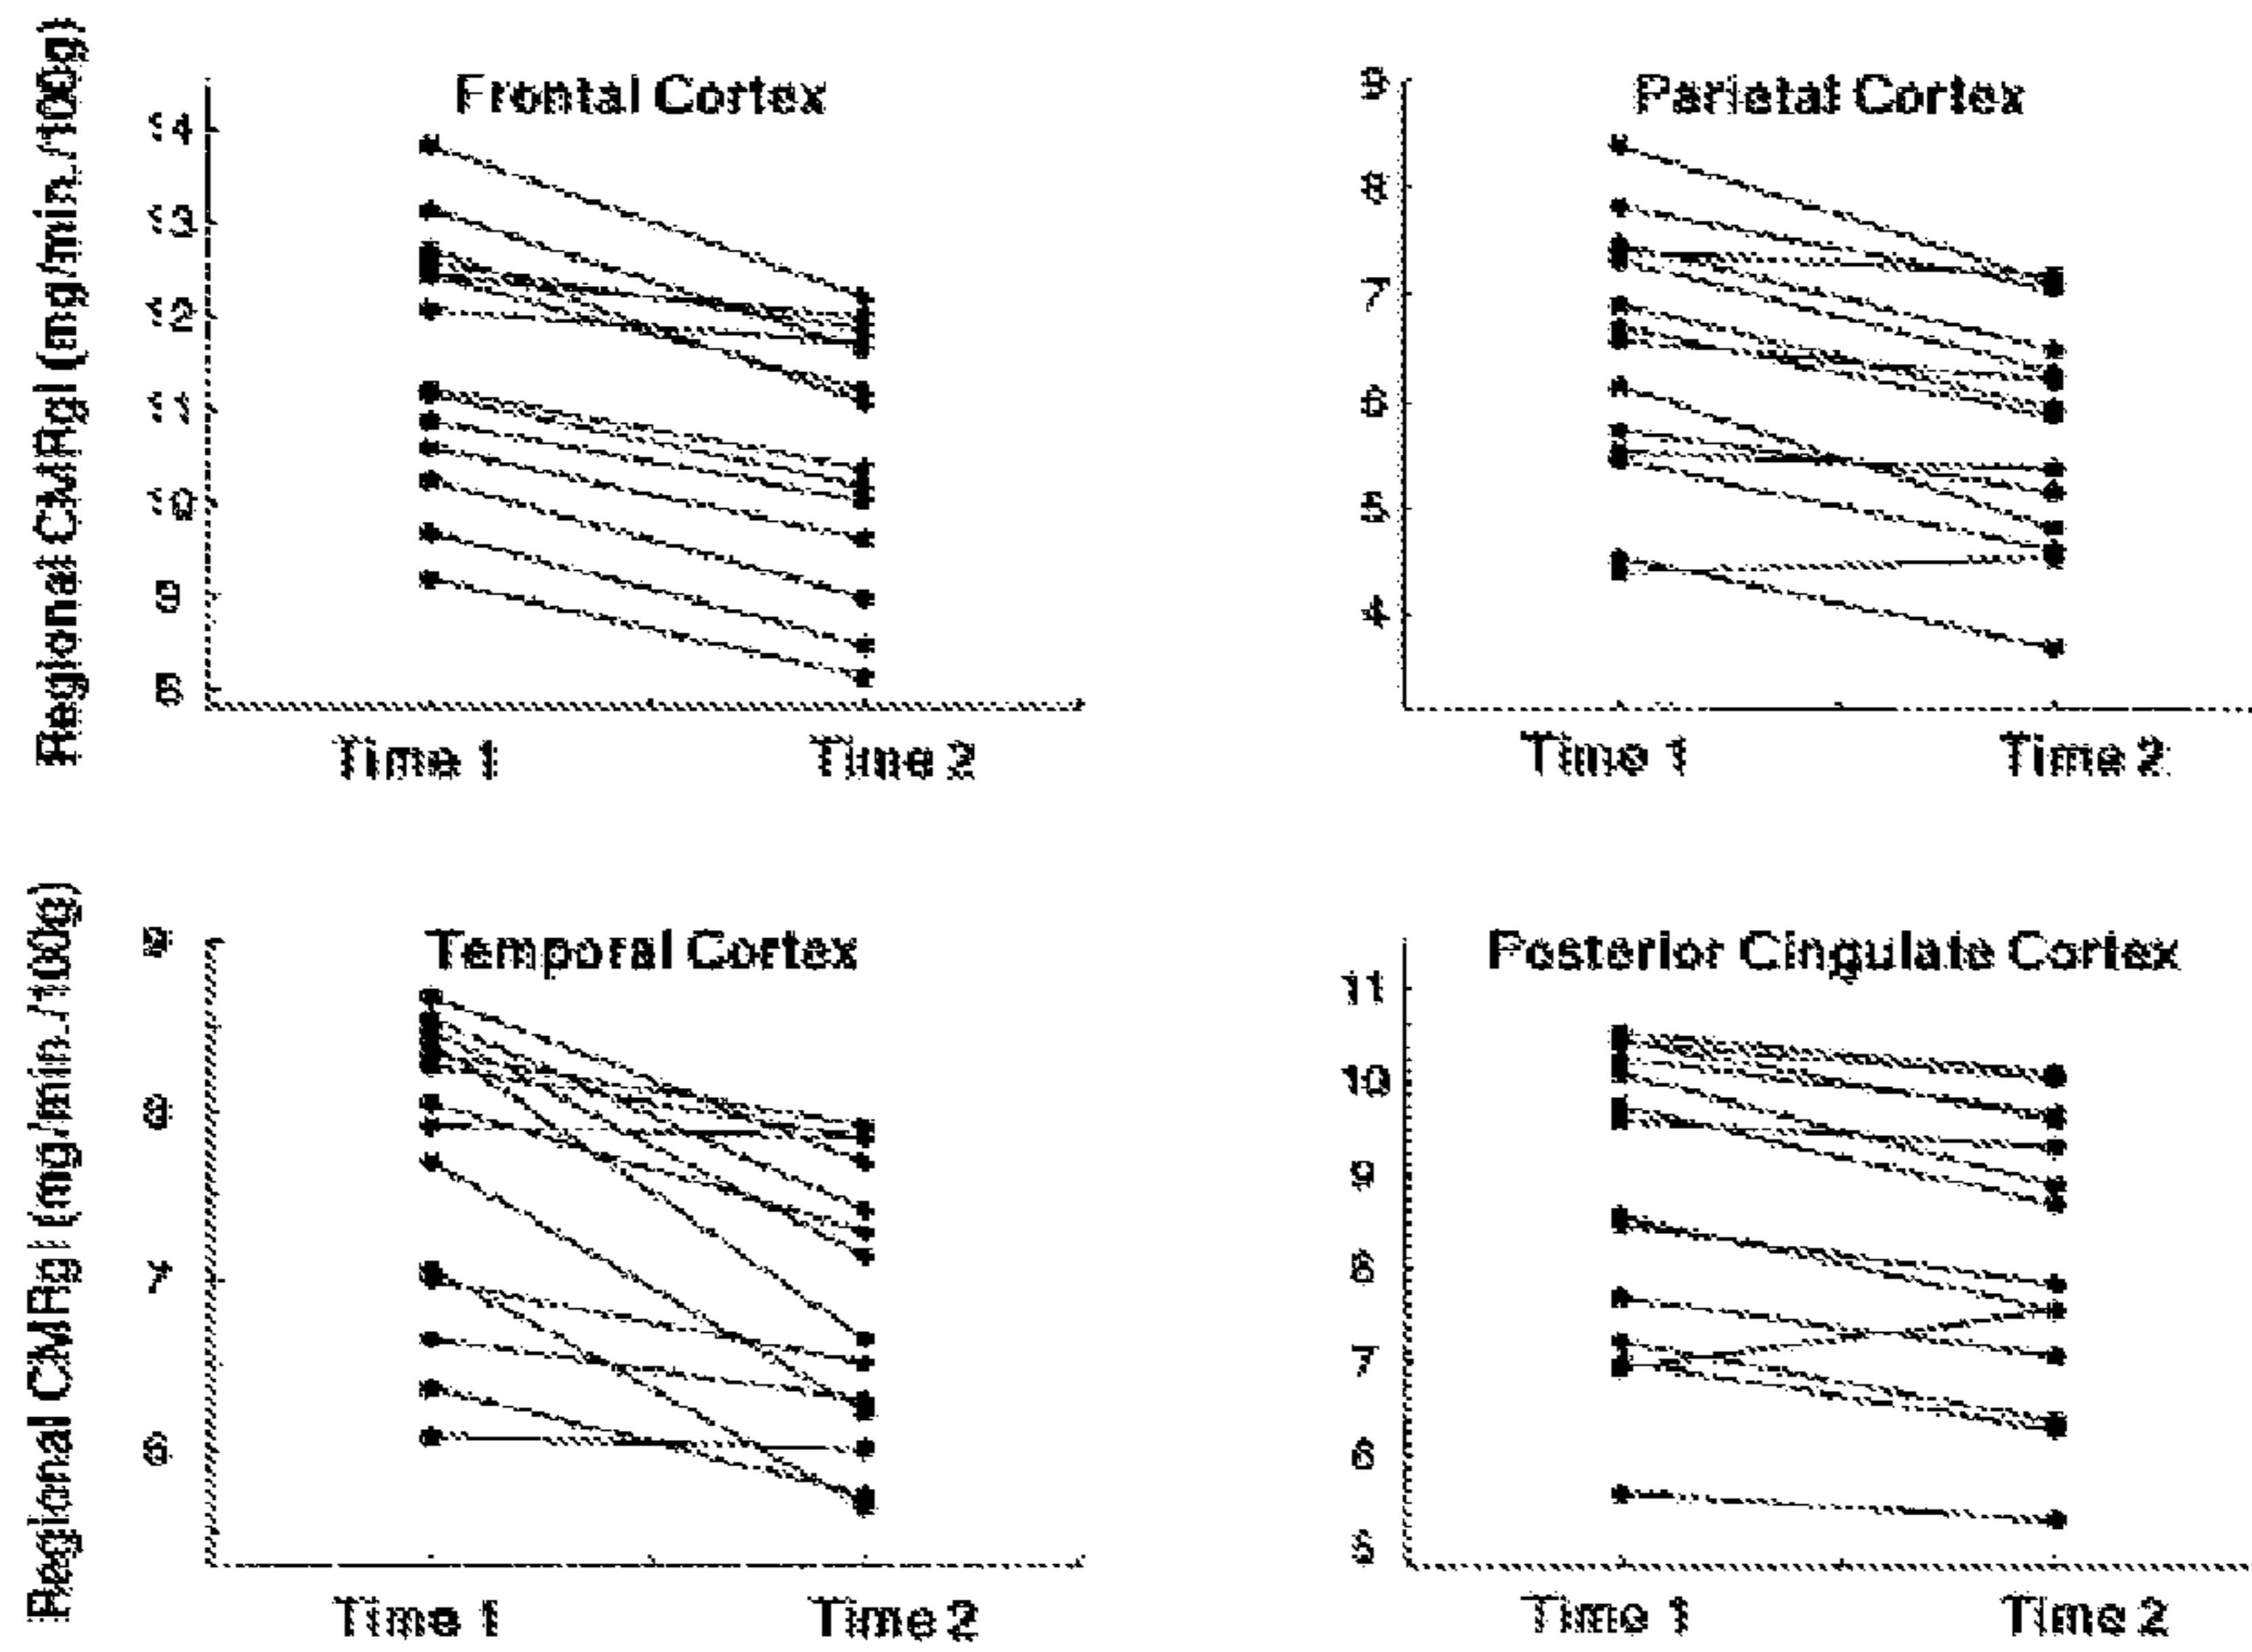 Regional CMRgl (mg/min./100g)
Frontal Cortex
14
13
12
11
10
9
8
Time 1 Time 2
Parietal Cortex
9
8
7
6
5
4
Time 1 Time 2
Regional CMRgl (mg/min./100g)
Temporal Cortex
9
8
7
6
Time 1 Time 2
Posterior Cingulate Cortex
11
10
9
8
7
6
5
Time 1 Time 2